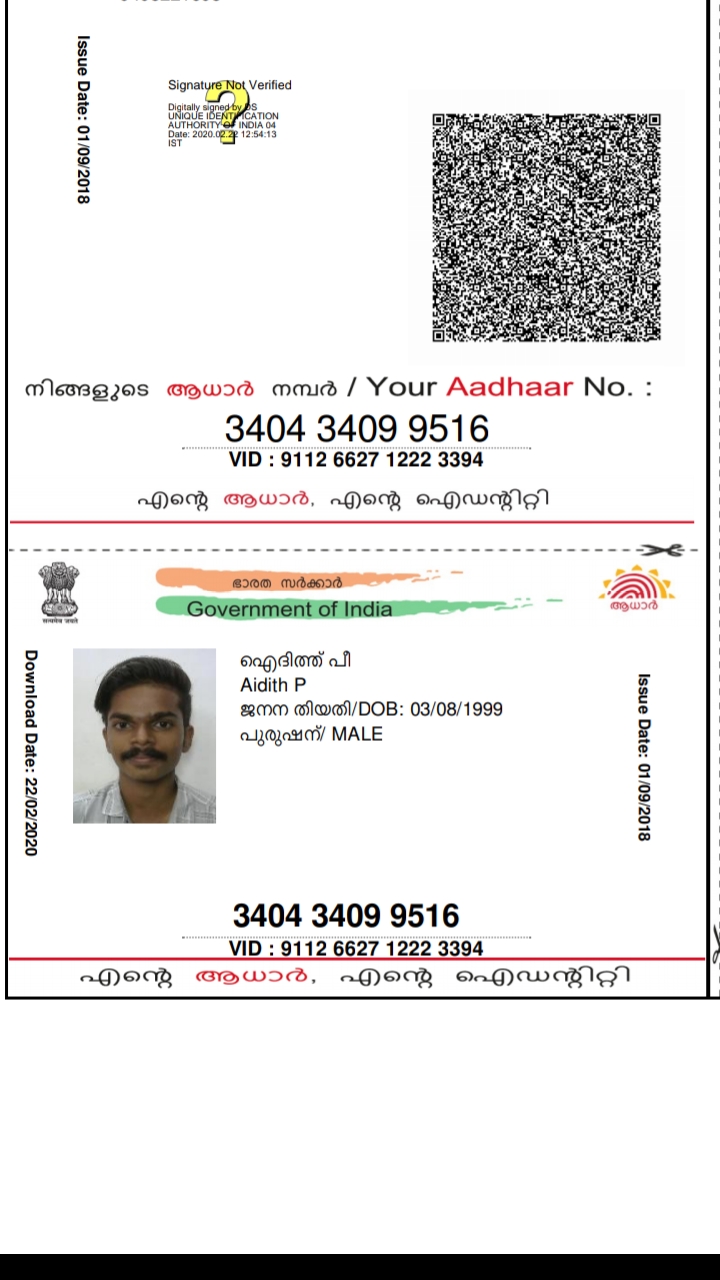 Issue Date: 01/09/2018
Signature Not Verified
Digitally signed by DS
UNIQUE IDENTIFICATION
AUTHORITY OF INDIA 04
Date: 2020.02.22 12:54:13
IST
നിങ്ങളുടെ ആധാർ നമ്പർ / Your Aadhaar No. :
3404 3409 9516
VID : 9112 6627 1222 3394
എന്റെ ആധാർ, എന്റെ ഐഡന്റിറ്റി
सत्यमेव जयते
ഭാരത സർക്കാർ
Government of India
ആധാർ
Download Date: 22/02/2020
ഐദിത്ത് പീ
Aidith P
ജനന തിയതി/DOB: 03/08/1999
പുരുഷന്/ MALE
Issue Date: 01/09/2018
3404 3409 9516
VID : 9112 6627 1222 3394
എന്റെ ആധാർ, എന്റെ ഐഡന്റിറ്റി